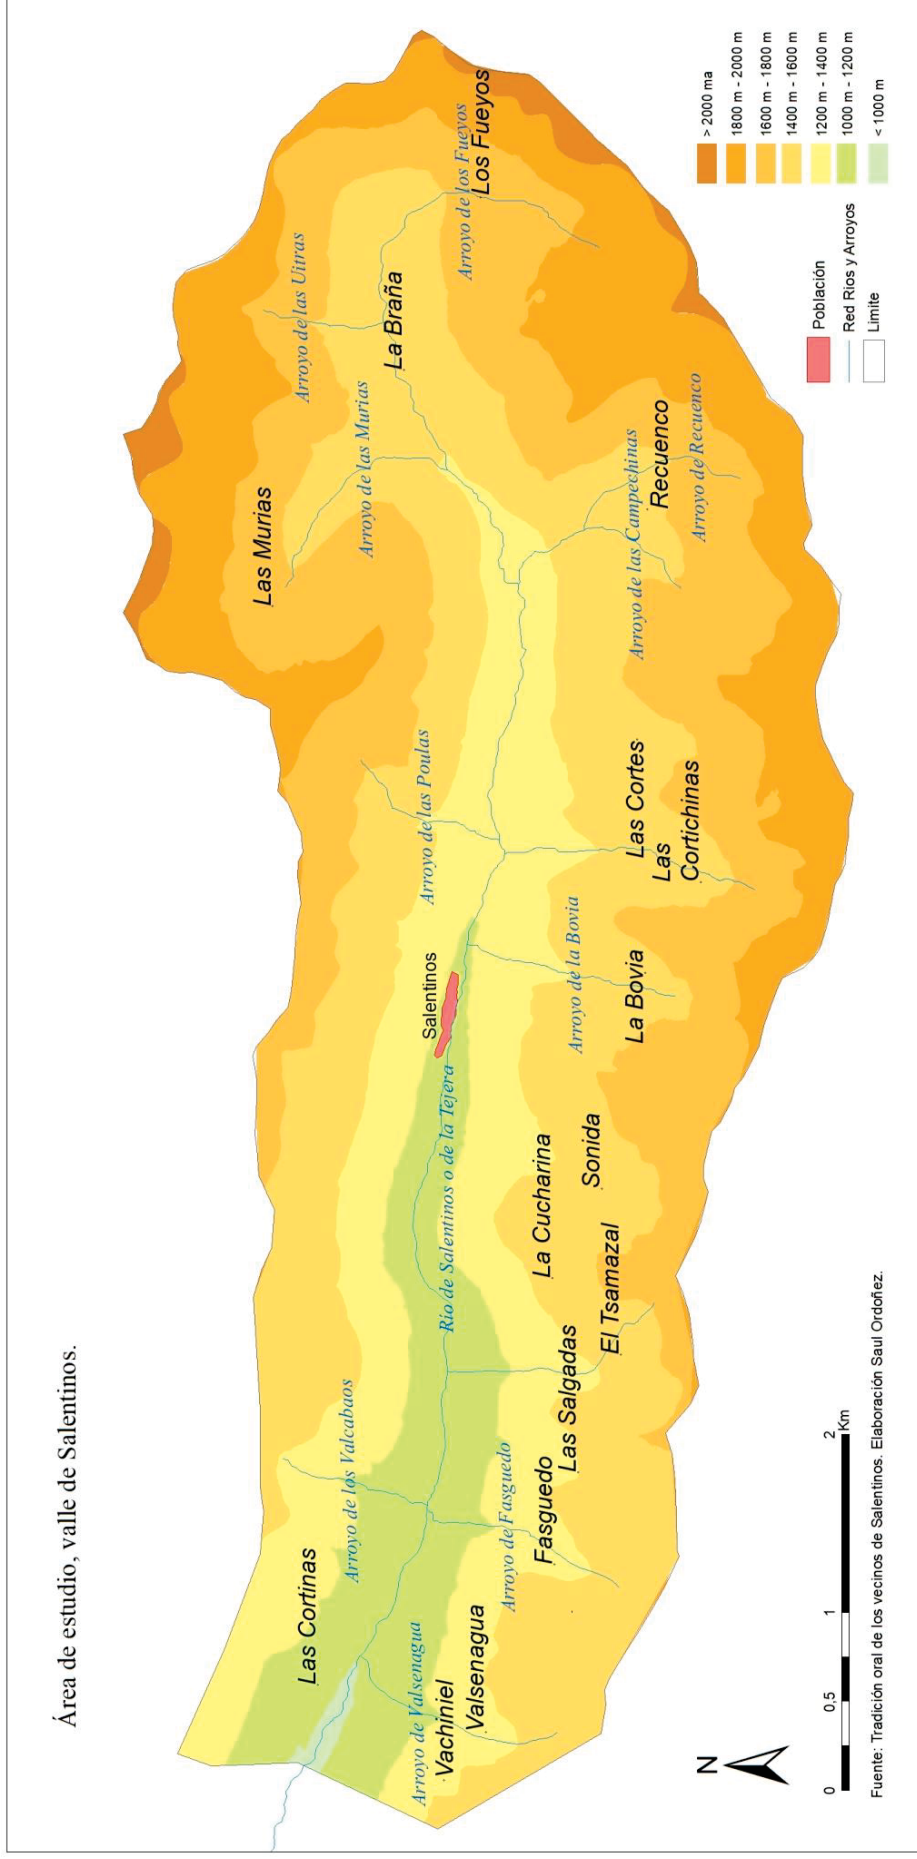 Área de estudio, valle de Salentinos.
Las Cortinas
Arroyo de los Valcabaos
Arroyo de Valsenagua
Vachiniel
Valsenagua
Arroyo de Fasguedo
Fasguedo
Las Salgadas
El Tsamazal
La Cucharina
Sonida
Río de Salentinos o de la Tejera
Salentinos
La Bovia
Arroyo de la Bovia
Arroyo de las Poulas
Las Cortes
Las
Cortichinas
Las Murias
Arroyo de las Murias
Arroyo de las Uitras
La Braña
Arroyo de las Campechinas
Recuenco
Arroyo de Recuenco
Arroyo de los Fueyos
Los Fueyos
N
0 0,5 1 2
Km
Población
Red Rios y Arroyos
Limite
> 2000 ma
1800 m - 2000 m
1600 m - 1800 m
1400 m - 1600 m
1200 m - 1400 m
1000 m - 1200 m
< 1000 m
Fuente: Tradición oral de los vecinos de Salentinos. Elaboración Saul Ordoñez.